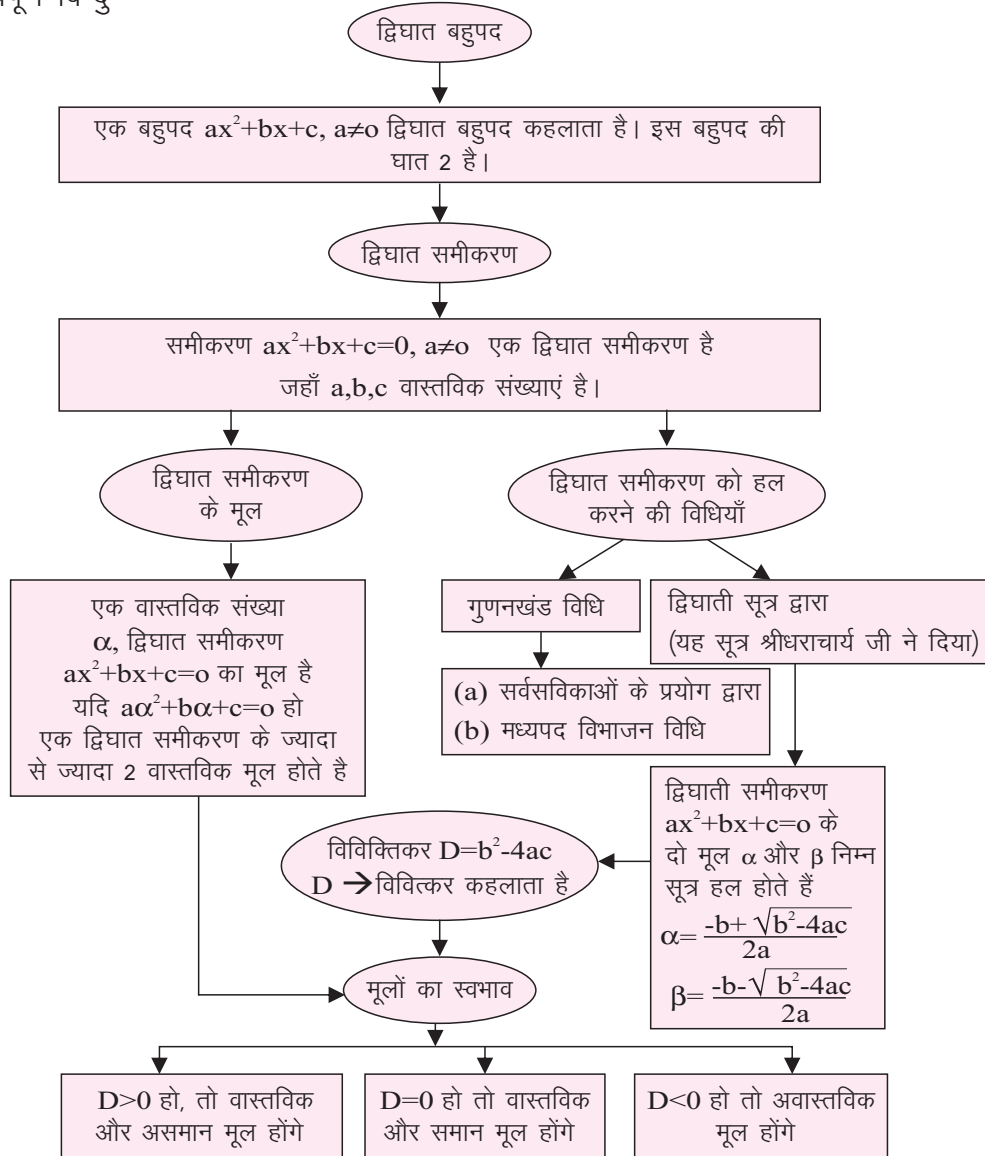 द्विघात बहुपद
एक बहुपद ax²+bx+c, a≠o द्विघात बहुपद कहलाता है। इस बहुपद की
घात 2 है।
द्विघात समीकरण
समीकरण ax²+bx+c=0, a≠o एक द्विघात समीकरण है
जहाँ a,b,c वास्तविक संख्याएं है।
द्विघात समीकरण
के मूल
द्विघात समीकरण को हल
करने की विधियाँ
एक वास्तविक संख्या
α, द्विघात समीकरण
ax²+bx+c=o का मूल है
यदि aα²+bα+c=o हो
एक द्विघात समीकरण के ज्यादा
से ज्यादा 2 वास्तविक मूल होते है
गुणनखंड विधि
(a) सर्वसविकाओं के प्रयोग द्वारा
(b) मध्यपद विभाजन विधि
द्विघाती सूत्र द्वारा
(यह सूत्र श्रीधराचार्य जी ने दिया)
द्विघाती समीकरण
ax²+bx+c=o के
दो मूल α और β निम्न
सूत्र हल होते हैं
α= -b+ √b²-4ac / 2a
β= -b-√ b²-4ac / 2a
विविक्तिकर D=b²-4ac
D → विवित्कर कहलाता है
मूलों का स्वभाव
D>0 हो, तो वास्तविक
और असमान मूल होंगे
D=0 हो तो वास्तविक
और समान मूल होंगे
D<0 हो तो अवास्तविक
मूल होंगे